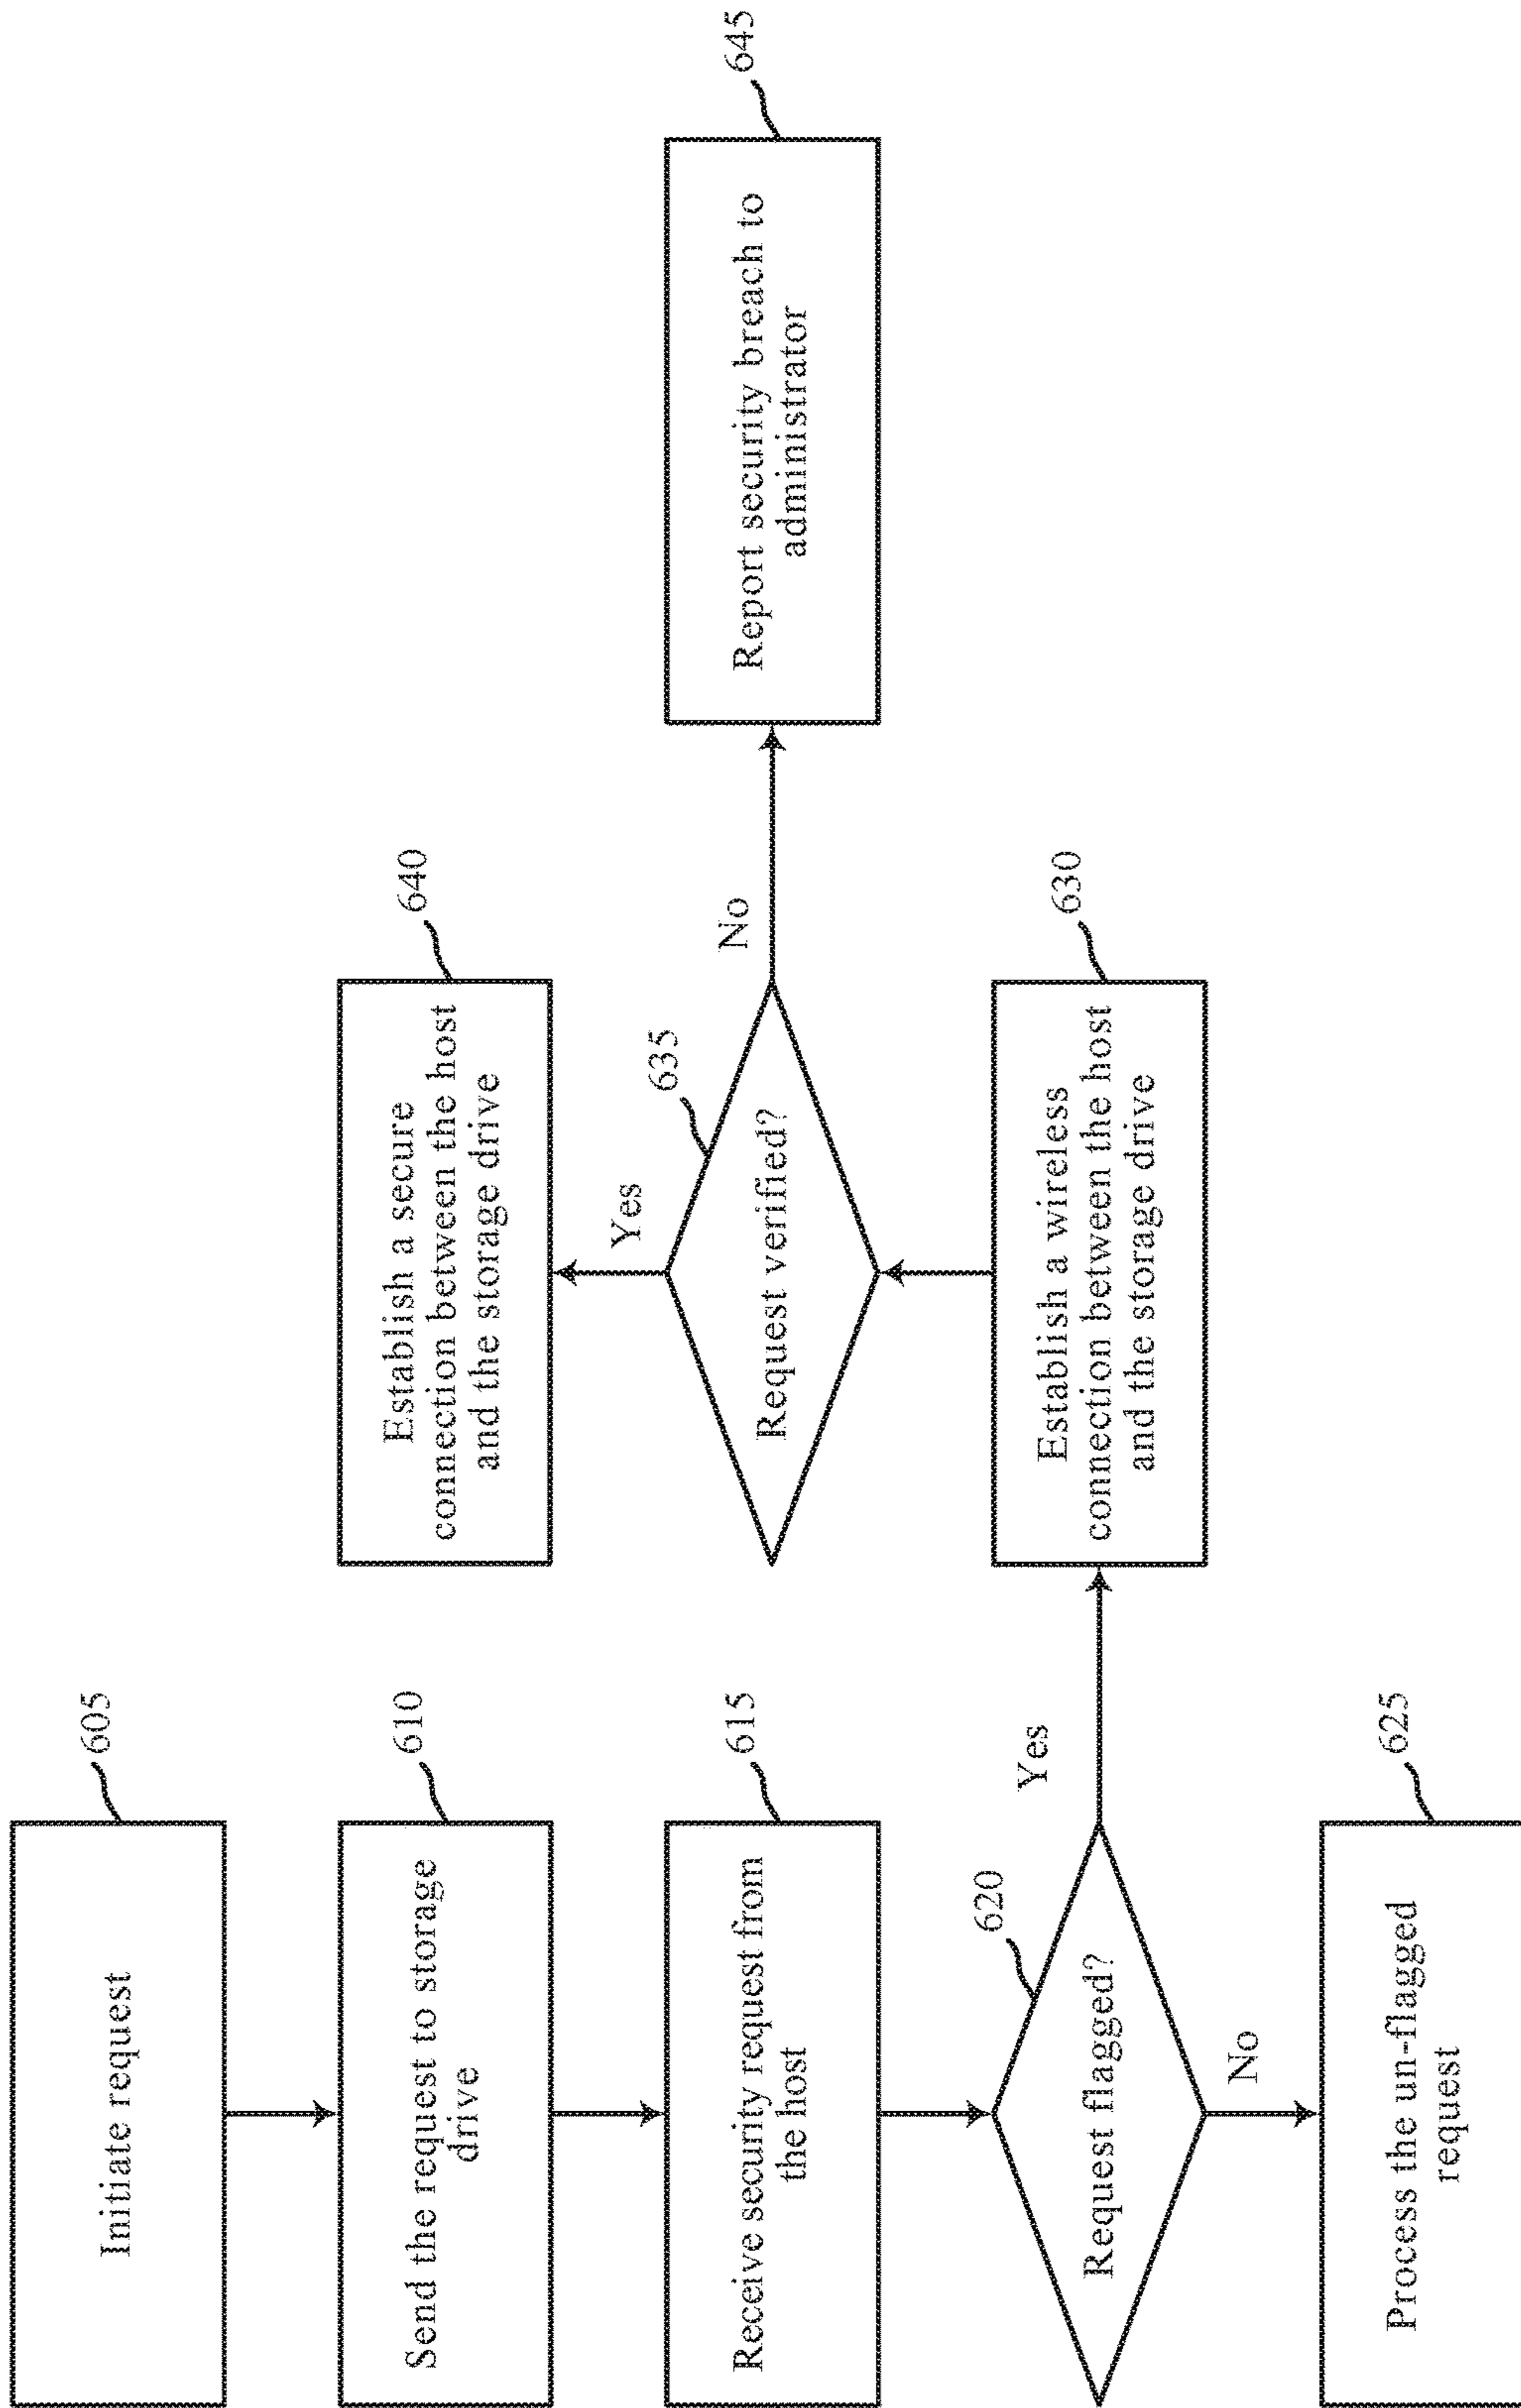 Initiate request
605
Send the request to storage
drive
610
Receive security request from
the host
615
Request flagged?
620
Yes
No
Process the un-flagged
request
625
Establish a wireless
connection between the host
and the storage drive
630
Request verified?
635
Yes
No
Establish a secure
connection between the host
and the storage drive
640
Report security breach to
administrator
645